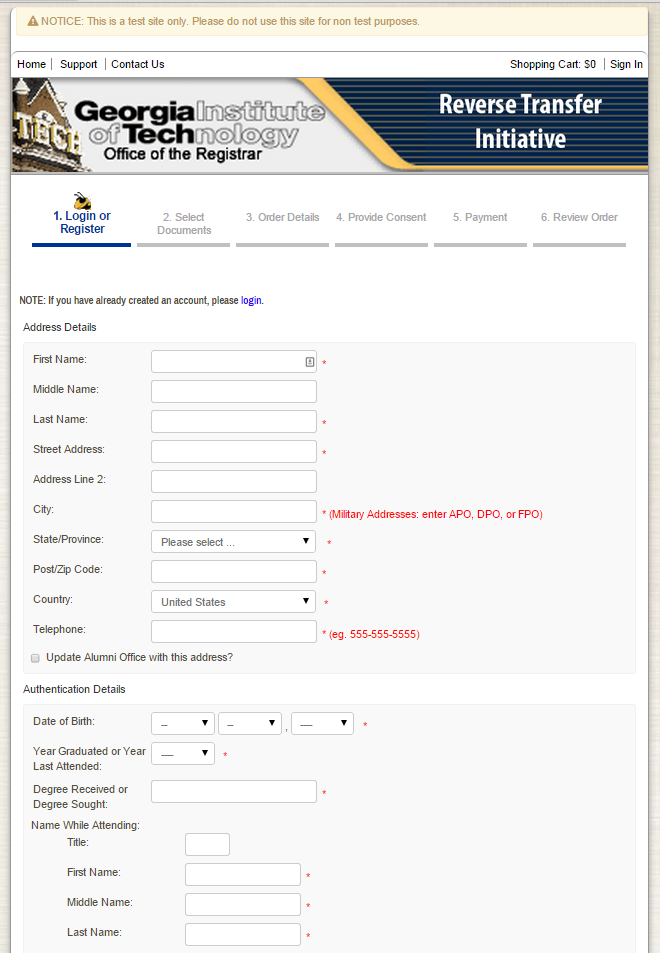 NOTICE: This is a test site only. Please do not use this site for non test purposes.
Home | Support | Contact Us
Shopping Cart: $0 | Sign In
TECH
Georgia Institute
of Technology
Office of the Registrar
Reverse Transfer
Initiative
1. Login or
Register
2. Select
Documents
3. Order Details
4. Provide Consent
5. Payment
6. Review Order
NOTE: If you have already created an account, please login.
Address Details
First Name: *
Middle Name:
Last Name: *
Street Address: *
Address Line 2:
City: * (Military Addresses: enter APO, DPO, or FPO)
State/Province: Please select ... *
Post/Zip Code: *
Country: United States *
Telephone: * (eg. 555-555-5555)
Update Alumni Office with this address?
Authentication Details
Date of Birth: -- -- , ---- *
Year Graduated or Year
Last Attended: ---- *
Degree Received or
Degree Sought: *
Name While Attending:
Title:
First Name: *
Middle Name: *
Last Name: *